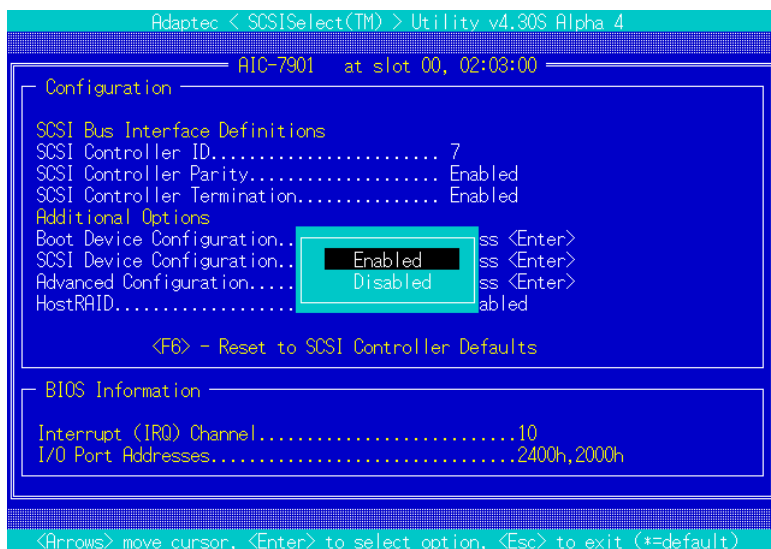 Adaptec < SCSISelect(TM) > Utility v4.30S Alpha 4
AIC-7901 at slot 00, 02:03:00
Configuration
SCSI Bus Interface Definitions
SCSI Controller ID........................ 7
SCSI Controller Parity..................... Enabled
SCSI Controller Termination............... Enabled
Additional Options
Boot Device Configuration.. ss <Enter>
SCSI Device Configuration.. Enabled ss <Enter>
Advanced Configuration..... Disabled ss <Enter>
HostRAID................... abled
<F6> - Reset to SCSI Controller Defaults
BIOS Information
Interrupt (IRQ) Channel...........................10
I/O Port Addresses................................2400h,2000h
<Arrows> move cursor, <Enter> to select option, <Esc> to exit (*=default)